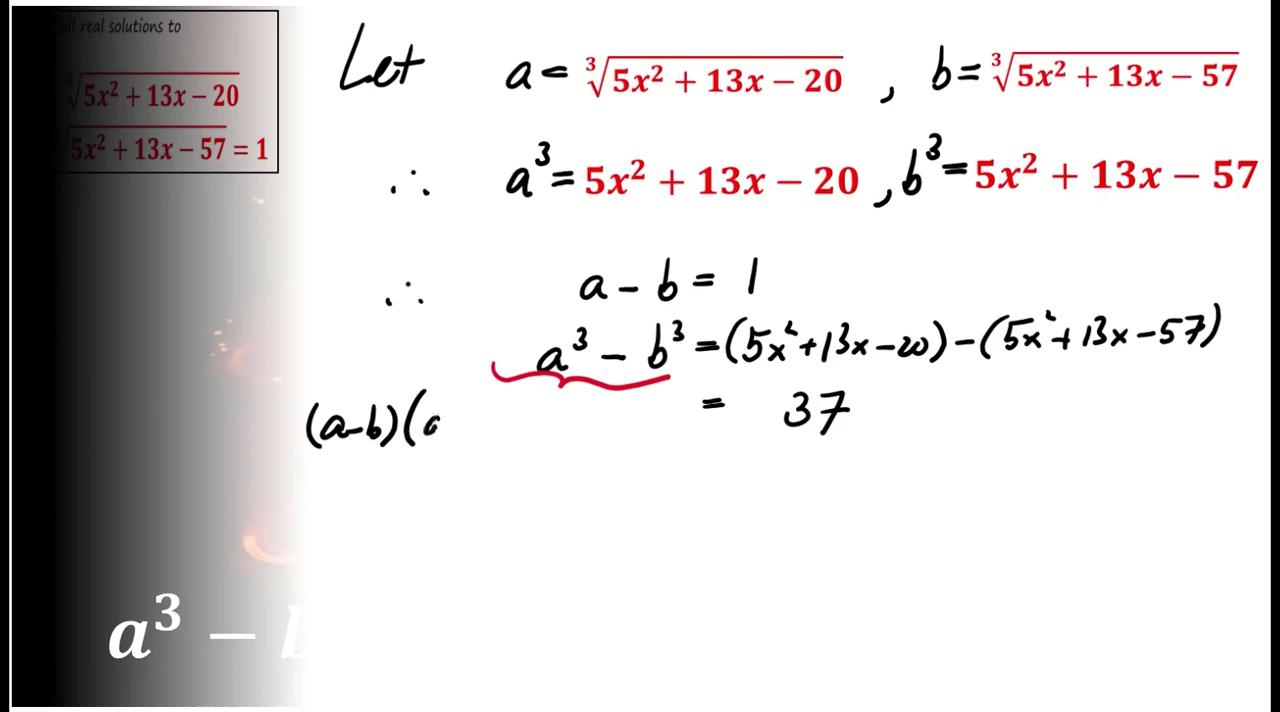 all real solutions to
∛(5x² + 13x − 20)
√(5x² + 13x − 57) = 1
Let a = ∛(5x² + 13x − 20) , b = ∛(5x² + 13x − 57)
∴ a³ = 5x² + 13x − 20 , b³ = 5x² + 13x − 57
∴ a − b = 1
a³ − b³ = (5x² + 13x − 20) − (5x² + 13x − 57)
= 37
(a−b)(a
a³ − b